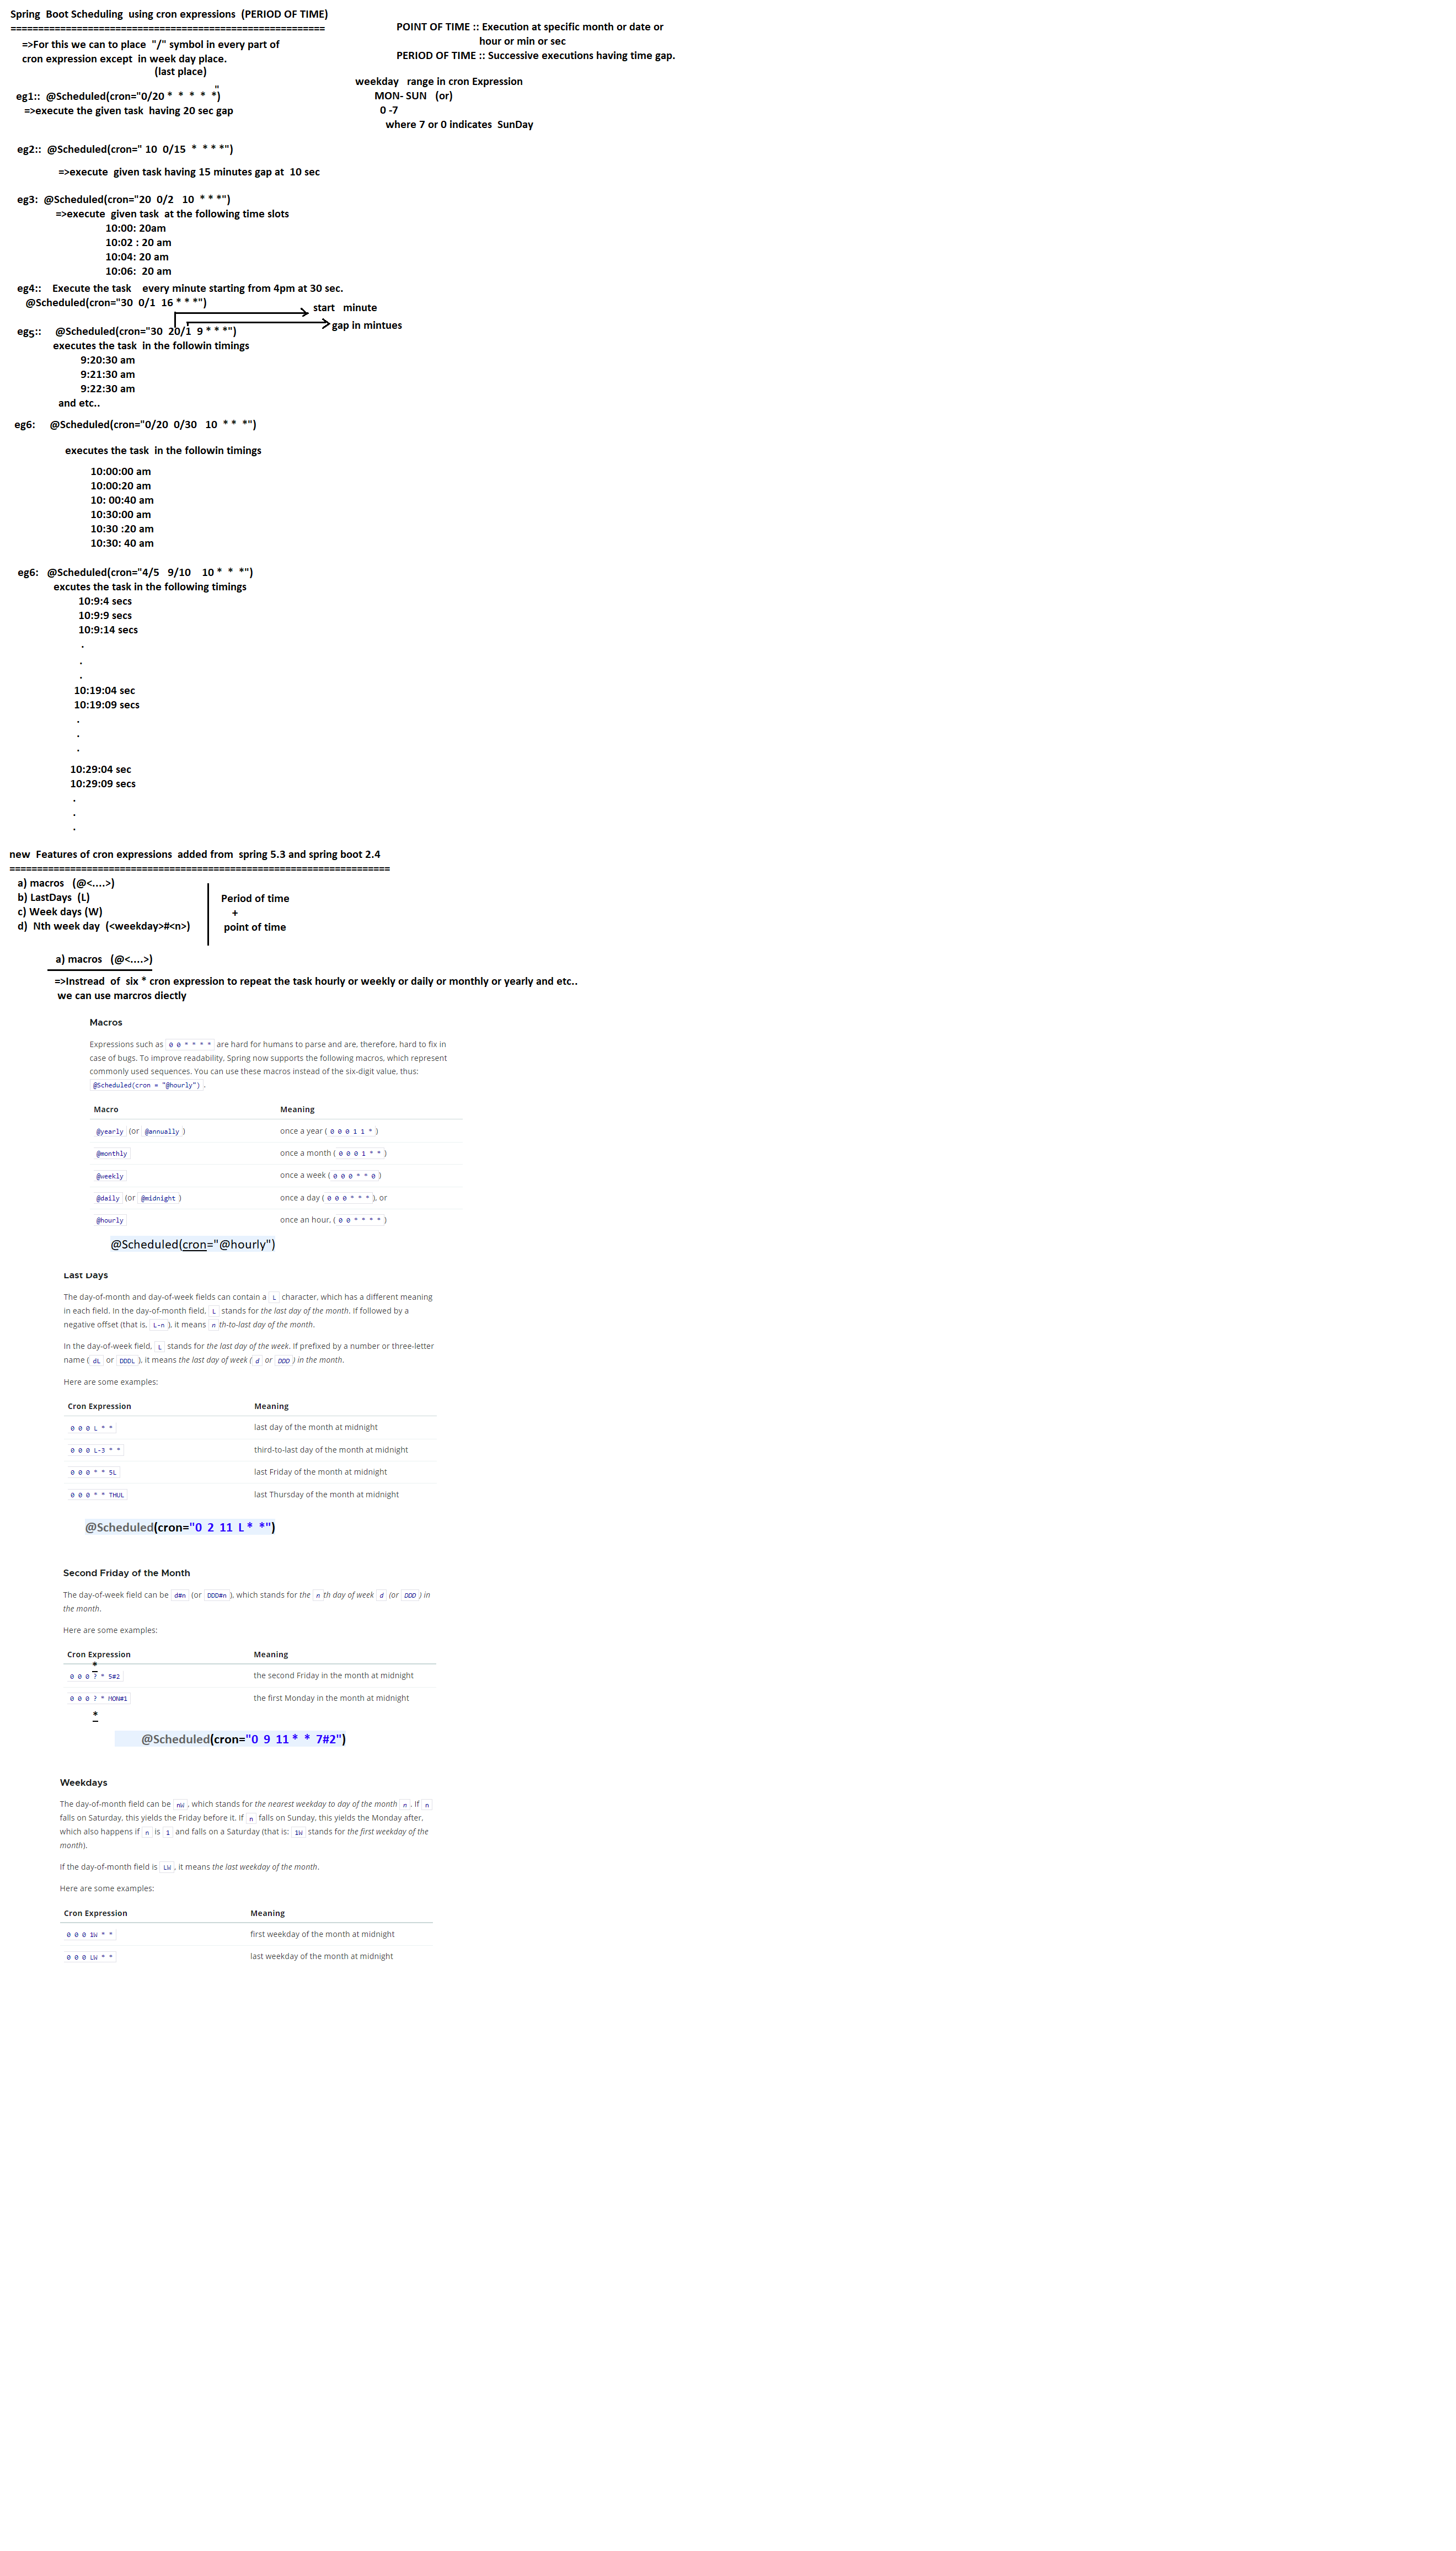 Spring Boot Scheduling using cron expressions (PERIOD OF TIME)
=========================================================
=>For this we can to place "/" symbol in every part of
cron expression except in week day place.
(last place)
POINT OF TIME :: Execution at specific month or date or
hour or min or sec
PERIOD OF TIME :: Successive executions having time gap.
weekday range in cron Expression
MON- SUN (or)
0 -7
where 7 or 0 indicates SunDay
eg1:: @Scheduled(cron="0/20 * * * * *")
=>execute the given task having 20 sec gap
eg2:: @Scheduled(cron=" 10 0/15 * * * *")
=>execute given task having 15 minutes gap at 10 sec
eg3: @Scheduled(cron="20 0/2 10 * * *")
=>execute given task at the following time slots
10:00: 20am
10:02 : 20 am
10:04: 20 am
10:06: 20 am
eg4:: Execute the task every minute starting from 4pm at 30 sec.
@Scheduled(cron="30 0/1 16 * * *")
start minute
gap in mintues
eg5:: @Scheduled(cron="30 20/1 9 * * *")
executes the task in the followin timings
9:20:30 am
9:21:30 am
9:22:30 am
and etc..
eg6: @Scheduled(cron="0/20 0/30 10 * * *")
executes the task in the followin timings
10:00:00 am
10:00:20 am
10: 00:40 am
10:30:00 am
10:30 :20 am
10:30: 40 am
eg6: @Scheduled(cron="4/5 9/10 10 * * *")
excutes the task in the following timings
10:9:4 secs
10:9:9 secs
10:9:14 secs
.
.
.
10:19:04 sec
10:19:09 secs
.
.
.
10:29:04 sec
10:29:09 secs
.
.
.
new Features of cron expressions added from spring 5.3 and spring boot 2.4
=====================================================================
a) macros (@<....>)
b) LastDays (L)
c) Week days (W)
d) Nth week day (<weekday>#<n>)
Period of time
+
point of time
a) macros (@<....>)
=>Instread of six * cron expression to repeat the task hourly or weekly or daily or monthly or yearly and etc..
we can use marcros diectly
Macros
Expressions such as 0 0 * * * * are hard for humans to parse and are, therefore, hard to fix in
case of bugs. To improve readability, Spring now supports the following macros, which represent
commonly used sequences. You can use these macros instead of the six-digit value, thus:
@Scheduled(cron = "@hourly") .
Macro Meaning
@yearly (or @annually ) once a year ( 0 0 0 1 1 * )
@monthly once a month ( 0 0 0 1 * * )
@weekly once a week ( 0 0 0 * * 0 )
@daily (or @midnight ) once a day ( 0 0 0 * * * ), or
@hourly once an hour, ( 0 0 * * * * )
@Scheduled(cron="@hourly")
Last Days
The day-of-month and day-of-week fields can contain a L character, which has a different meaning
in each field. In the day-of-month field, L stands for the last day of the month. If followed by a
negative offset (that is, L-n ), it means n th-to-last day of the month.
In the day-of-week field, L stands for the last day of the week. If prefixed by a number or three-letter
name ( dL or DDDL ), it means the last day of week ( d or DDD ) in the month.
Here are some examples:
Cron Expression Meaning
0 0 0 L * * last day of the month at midnight
0 0 0 L-3 * * third-to-last day of the month at midnight
0 0 0 * * 5L last Friday of the month at midnight
0 0 0 * * THUL last Thursday of the month at midnight
@Scheduled(cron="0 2 11 L * *")
Second Friday of the Month
The day-of-week field can be d#n (or DDD#n ), which stands for the n th day of week d (or DDD ) in
the month.
Here are some examples:
Cron Expression Meaning
*
0 0 0 ? * 5#2 the second Friday in the month at midnight
0 0 0 ? * MON#1 the first Monday in the month at midnight
*
@Scheduled(cron="0 9 11 * * 7#2")
Weekdays
The day-of-month field can be nW , which stands for the nearest weekday to day of the month n . If n
falls on Saturday, this yields the Friday before it. If n falls on Sunday, this yields the Monday after,
which also happens if n is 1 and falls on a Saturday (that is: 1W stands for the first weekday of the
month).
If the day-of-month field is LW , it means the last weekday of the month.
Here are some examples:
Cron Expression Meaning
0 0 0 1W * * first weekday of the month at midnight
0 0 0 LW * * last weekday of the month at midnight